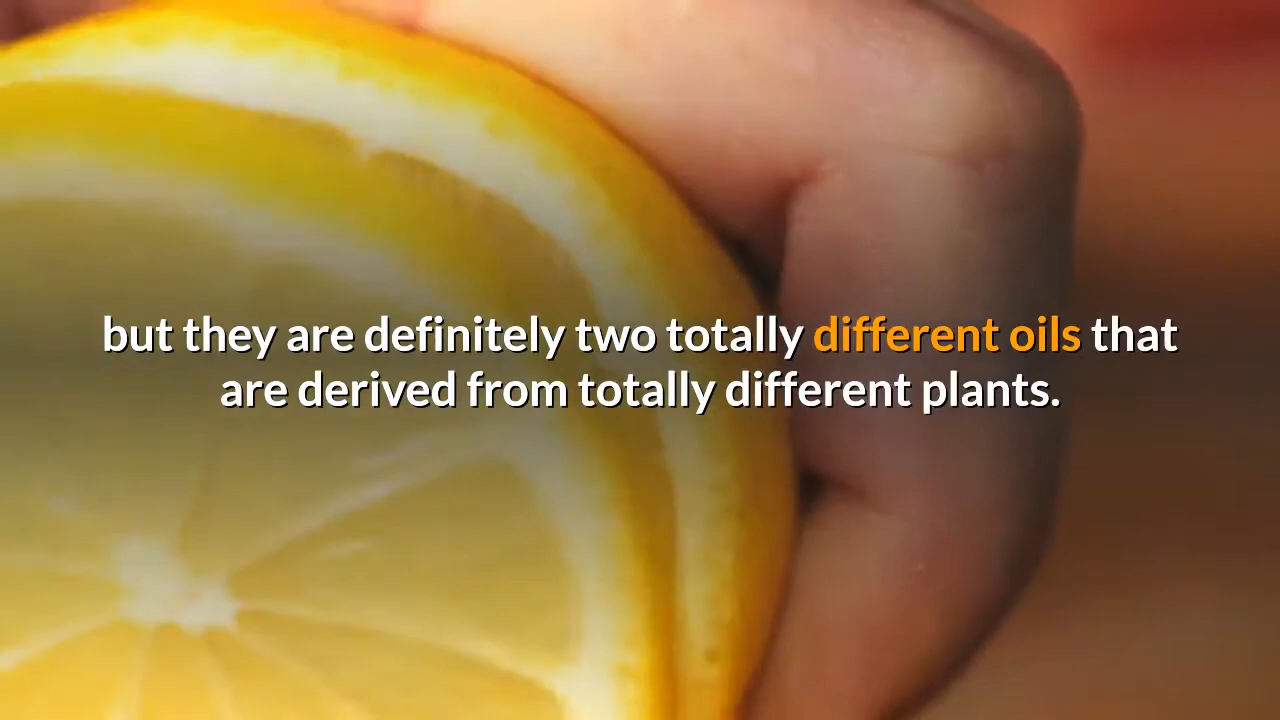 but they are definitely two totally different oils that
are derived from totally different plants.